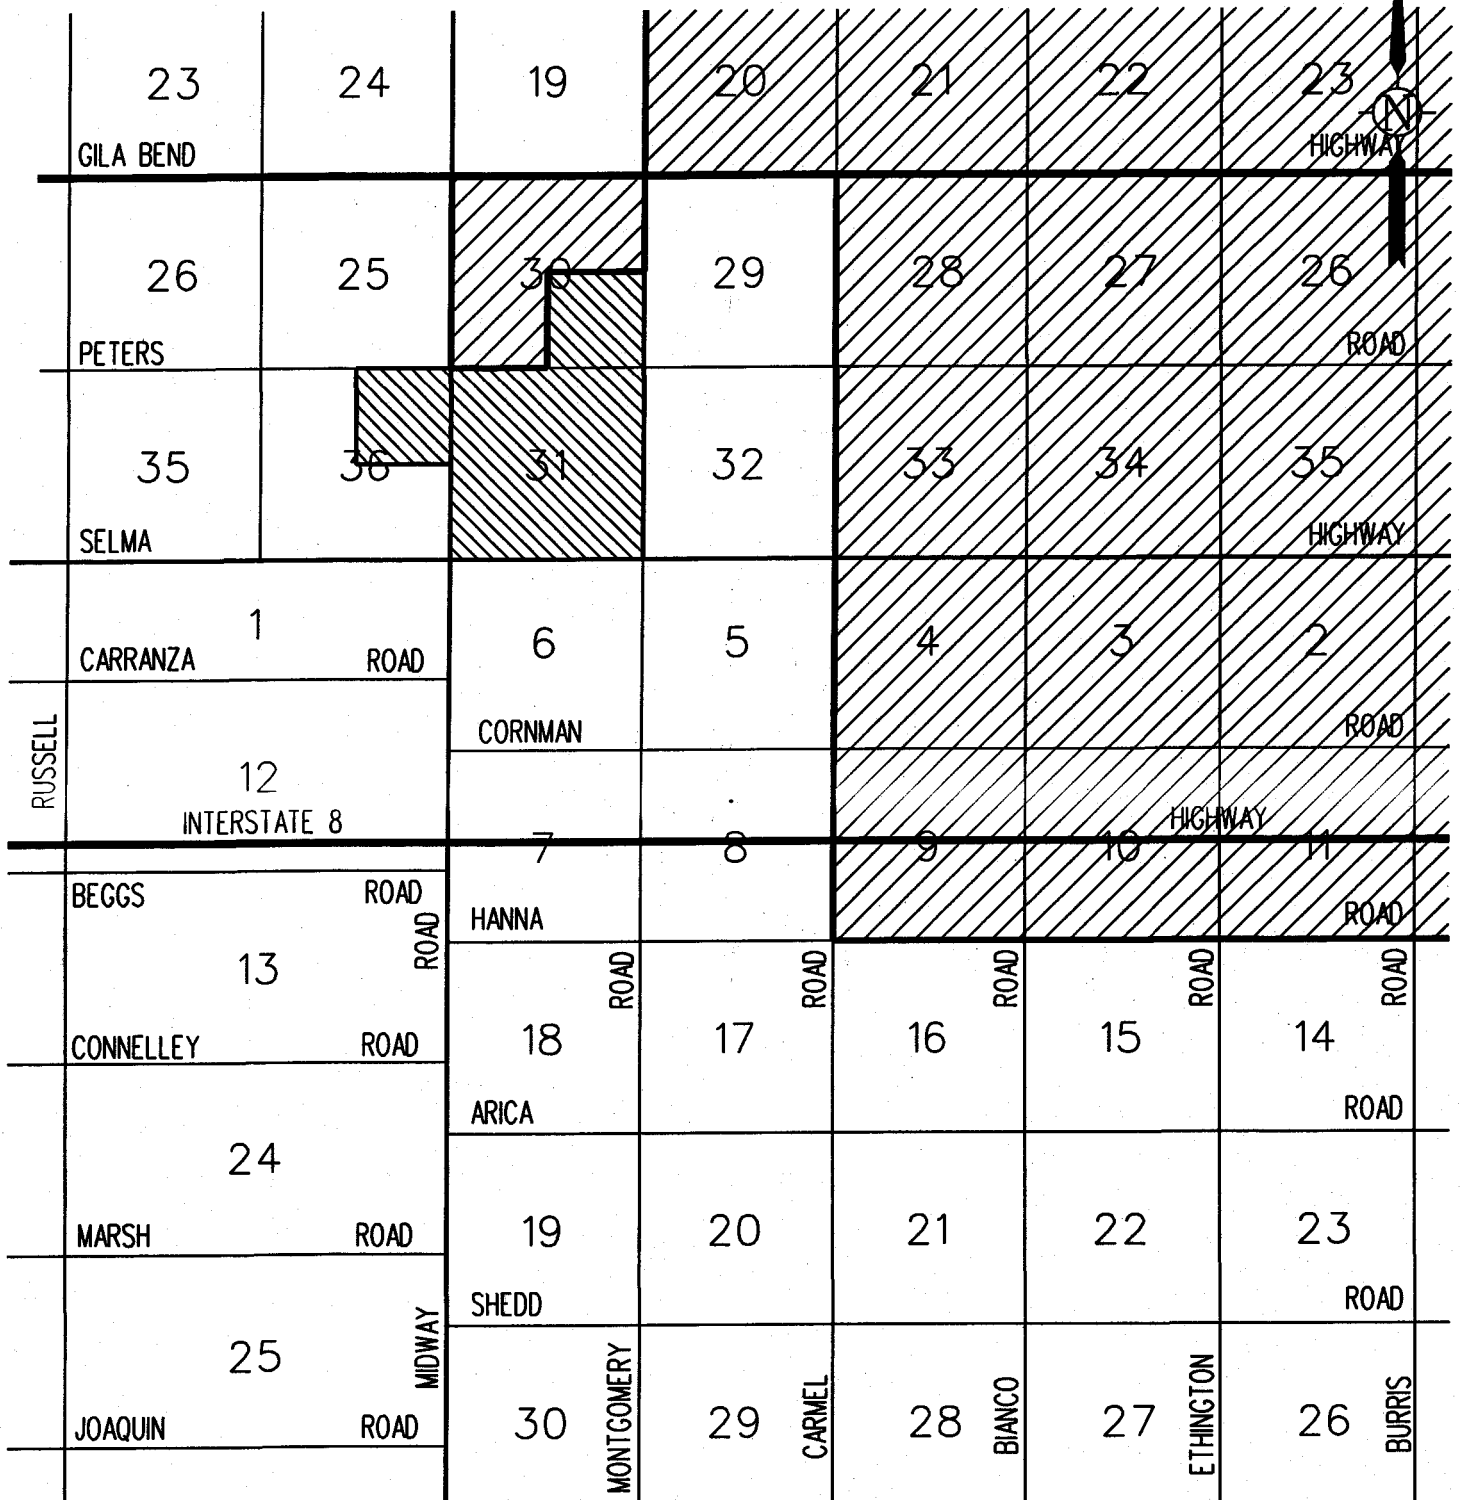 23 24 19 20 21 22 23
N
GILA BEND HIGHWAY
26 25 30 29 28 27 26
PETERS ROAD
35 36 31 32 33 34 35
SELMA HIGHWAY
1 6 5 4 3 2
CARRANZA ROAD
CORNMAN ROAD
RUSSELL
12
INTERSTATE 8 HIGHWAY
7 8 9 10 11
BEGGS ROAD
HANNA ROAD
ROAD
13
ROAD ROAD ROAD ROAD ROAD
18 17 16 15 14
CONNELLEY ROAD
ARICA ROAD
24
19 20 21 22 23
MARSH ROAD
SHEDD ROAD
25
MIDWAY
30 29 28 27 26
MONTGOMERY CARMEL BIANCO ETHINGTON BURRIS
JOAQUIN ROAD